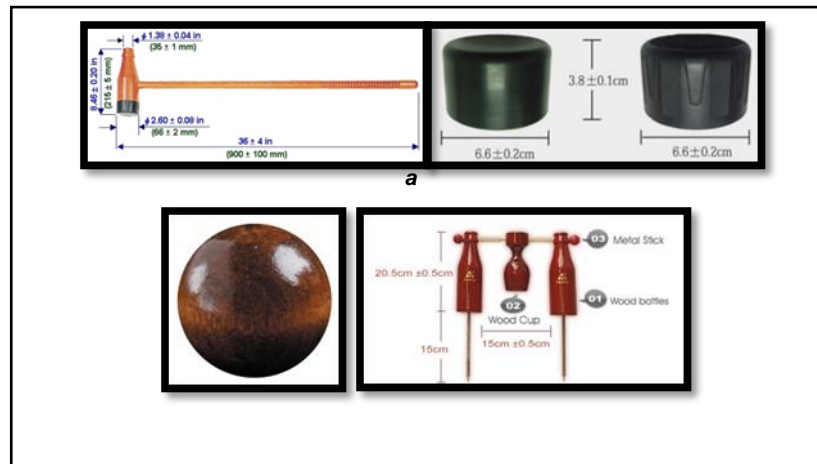 ϕ1.38 ± 0.04 in
(35 ± 1 mm)
8.46 ± 0.20 in
(215 ± 5 mm)
ϕ2.60 ± 0.08 in
(66 ± 2 mm)
36 ± 4 in
(900 ± 100 mm)
3.8±0.1cm
6.6±0.2cm
6.6±0.2cm
a
03 Metal Stick
20.5cm ±0.5cm
01 Wood bottles
02
Wood Cup
15cm ±0.5cm
15cm